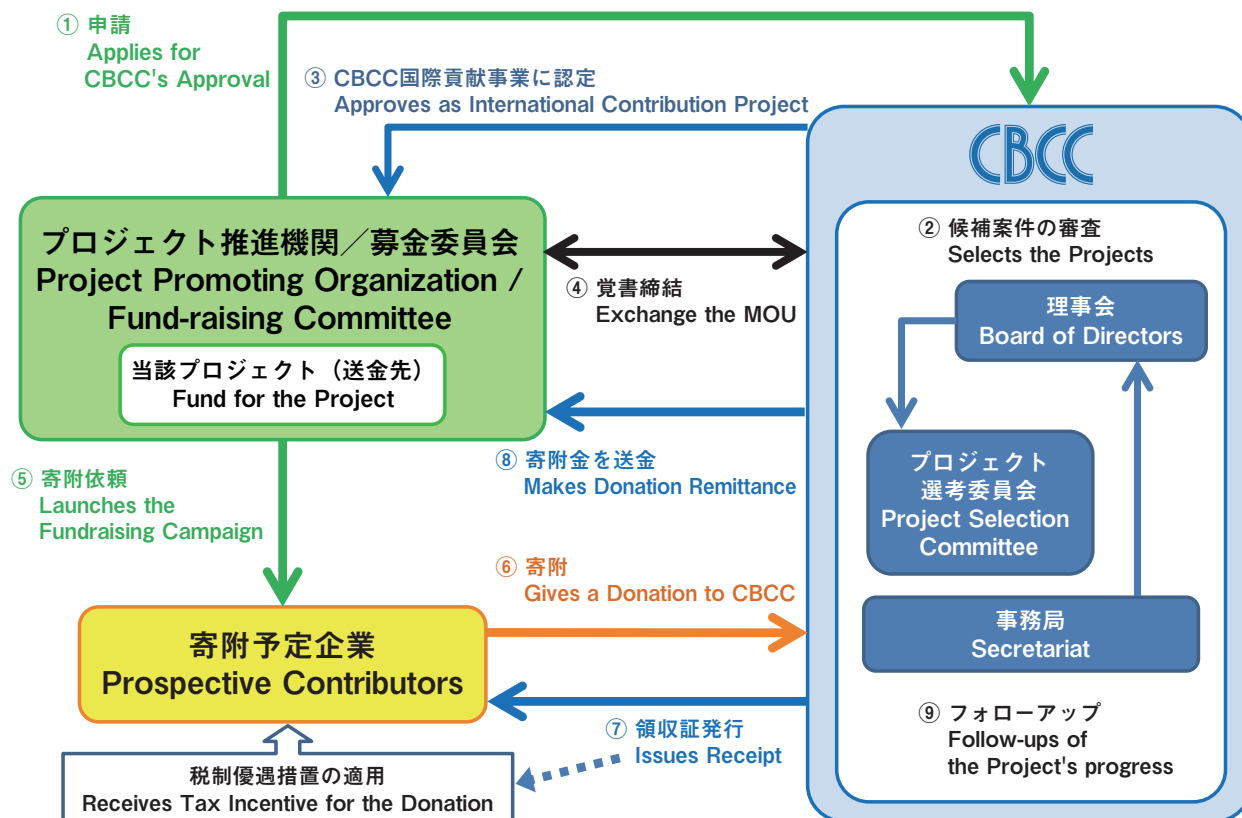 ① 申請
Applies for
CBCC's Approval
③ CBCC国際貢献事業に認定
Approves as International Contribution Project
CBCC
② 候補案件の審査
Selects the Projects
理事会
Board of Directors
プロジェクト
選考委員会
Project Selection
Committee
事務局
Secretariat
⑨ フォローアップ
Follow-ups of
the Project's progress
プロジェクト推進機関／募金委員会
Project Promoting Organization /
Fund-raising Committee
当該プロジェクト（送金先）
Fund for the Project
④ 覚書締結
Exchange the MOU
⑧ 寄附金を送金
Makes Donation Remittance
⑤ 寄附依頼
Launches the
Fundraising Campaign
⑥ 寄附
Gives a Donation to CBCC
寄附予定企業
Prospective Contributors
⑦ 領収証発行
Issues Receipt
税制優遇措置の適用
Receives Tax Incentive for the Donation